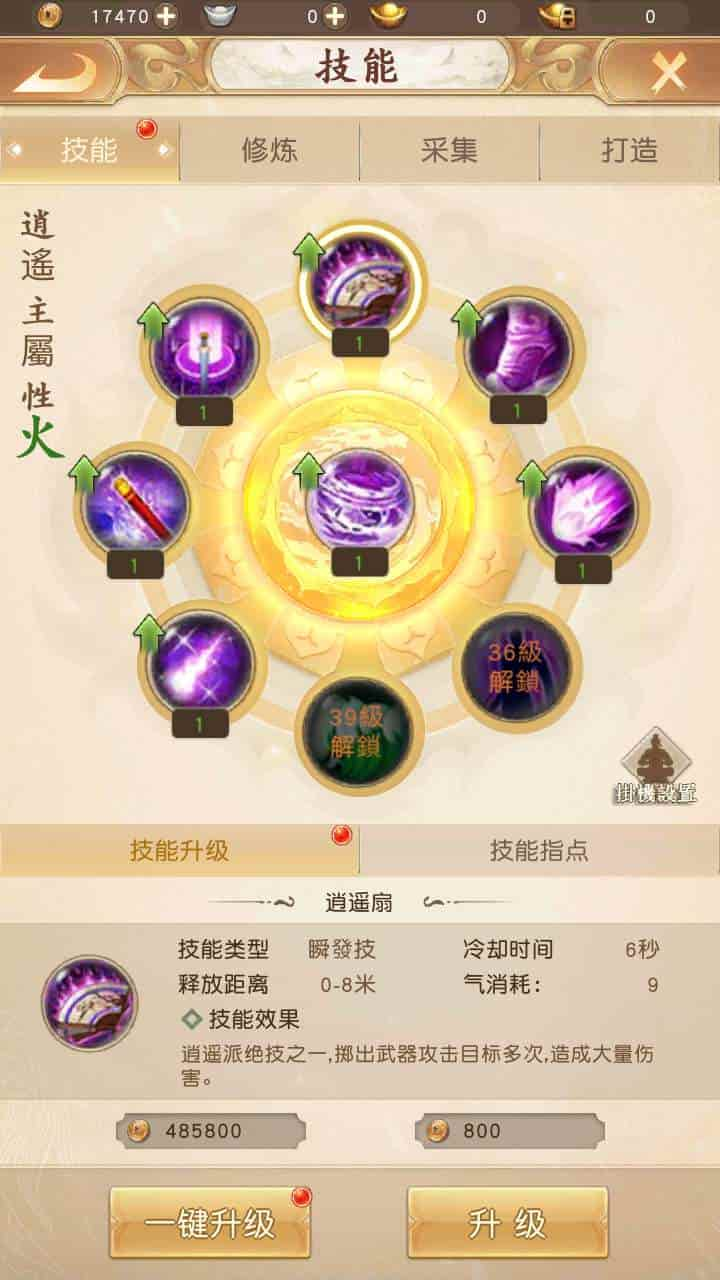 17470 0 0 0
技能
技能 修炼 采集 打造
逍遙主屬性火
1
1
1
1
1
1
1
1
36級
解鎖
39級
解鎖
掛機設置
技能升级 技能指点
逍遥扇
技能类型 瞬發技 冷却时间 6秒
释放距离 0-8米 气消耗: 9
技能效果
逍遥派绝技之一,掷出武器攻击目标多次,造成大量伤
害。
485800 800
一键升级 升级